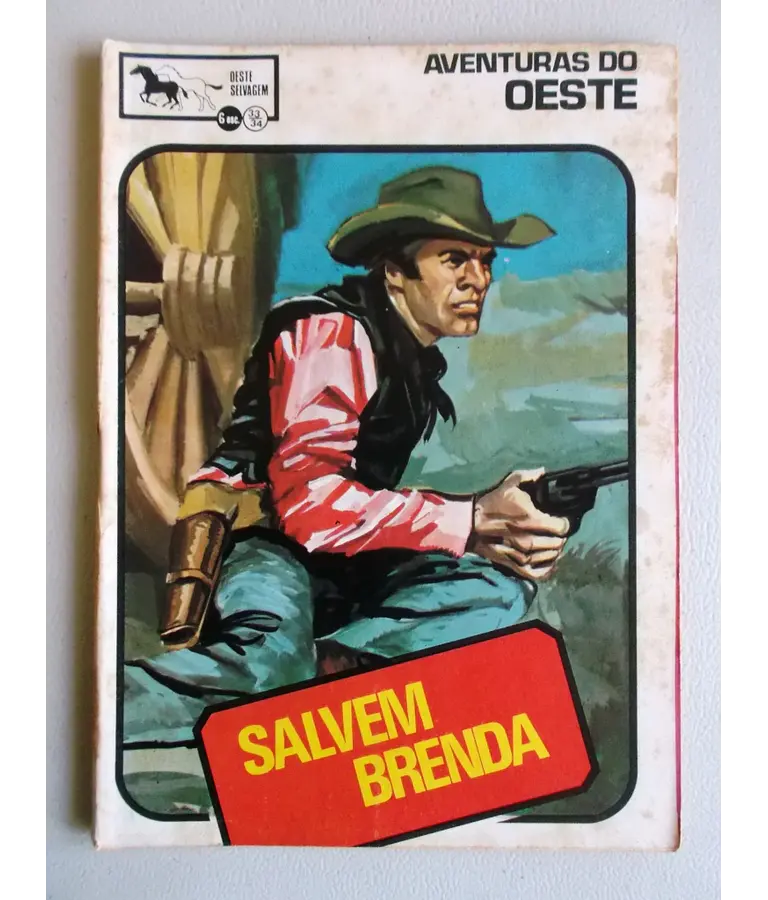 OESTE
SELVAGEM
6 esc.
33
34
AVENTURAS DO
OESTE
SALVEM
BRENDA